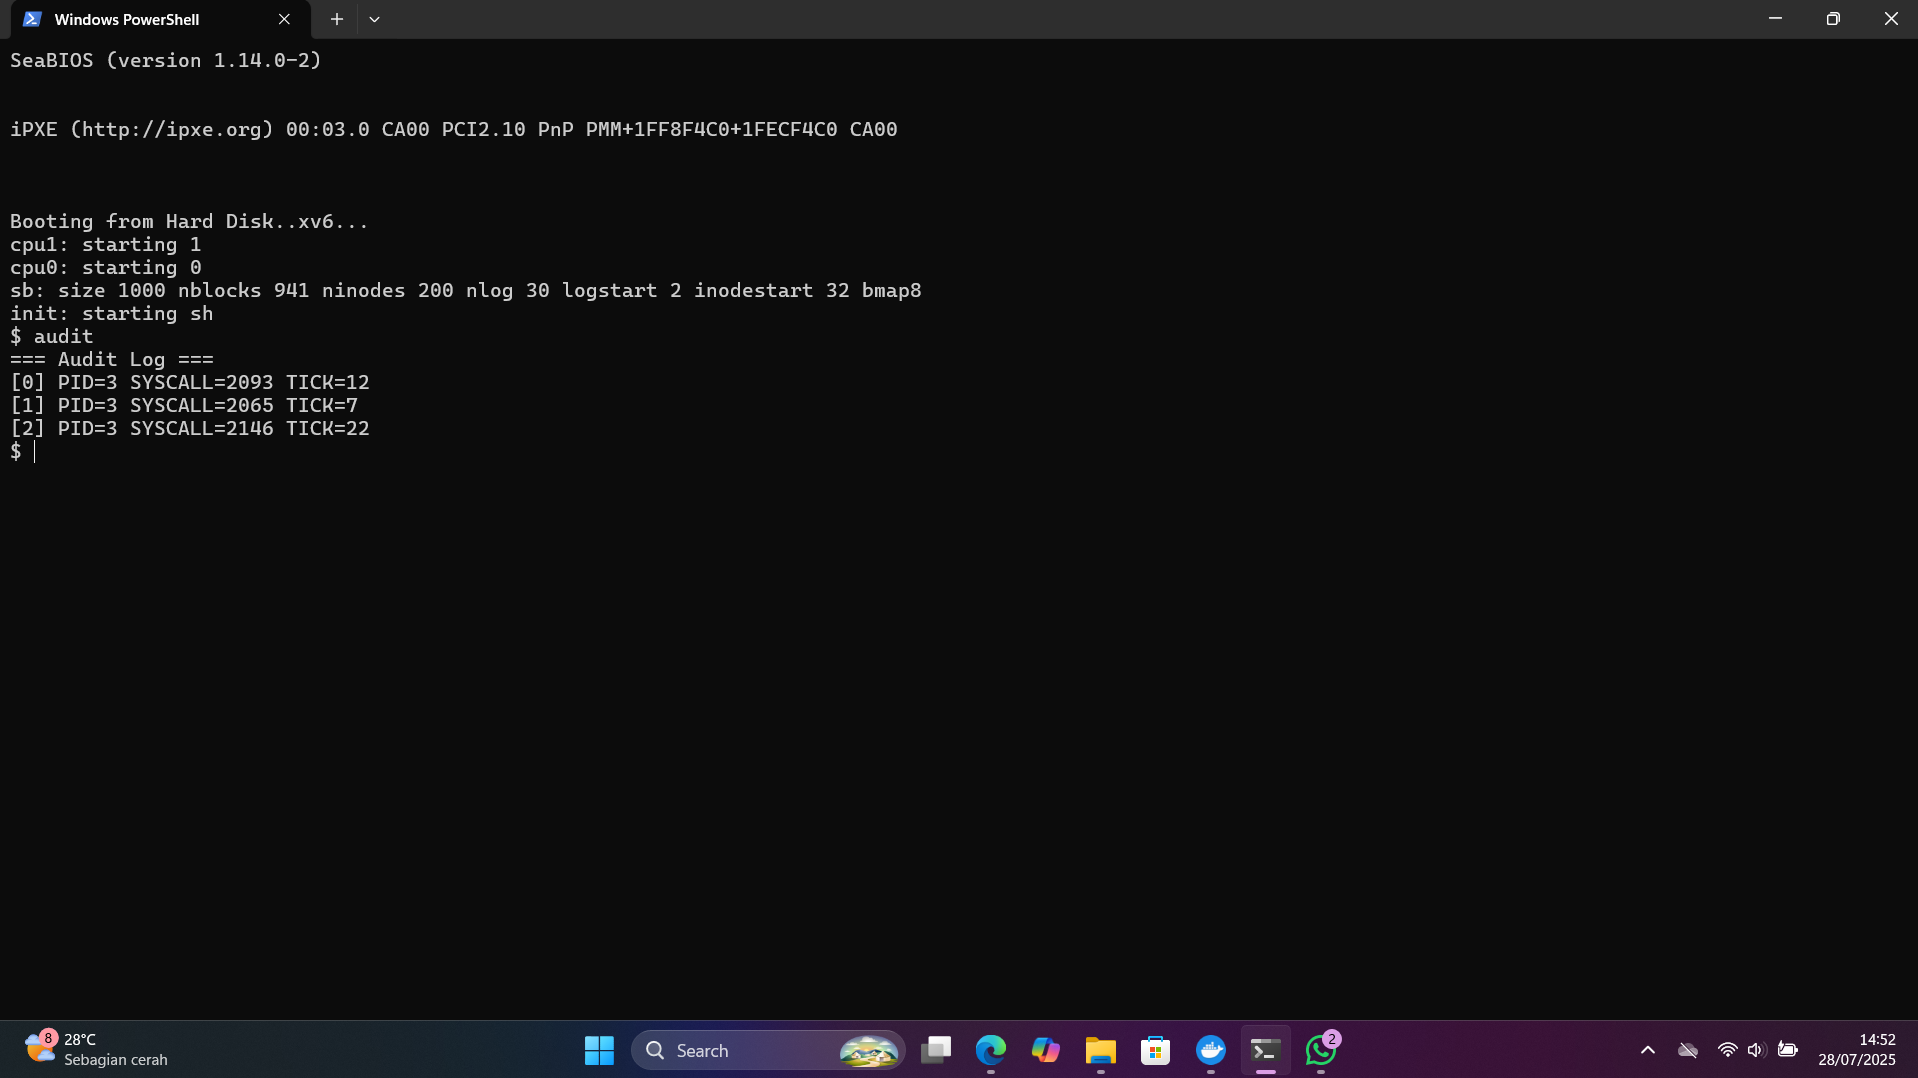 Windows PowerShell
SeaBIOS (version 1.14.0-2)
iPXE (http://ipxe.org) 00:03.0 CA00 PCI2.10 PnP PMM+1FF8F4C0+1FECF4C0 CA00
Booting from Hard Disk..xv6...
cpu1: starting 1
cpu0: starting 0
sb: size 1000 nblocks 941 ninodes 200 nlog 30 logstart 2 inodestart 32 bmap8
init: starting sh
$ audit
=== Audit Log ===
[0] PID=3 SYSCALL=2093 TICK=12
[1] PID=3 SYSCALL=2065 TICK=7
[2] PID=3 SYSCALL=2146 TICK=22
$
8
28°C
Sebagian cerah
Search
2
14:52
28/07/2025